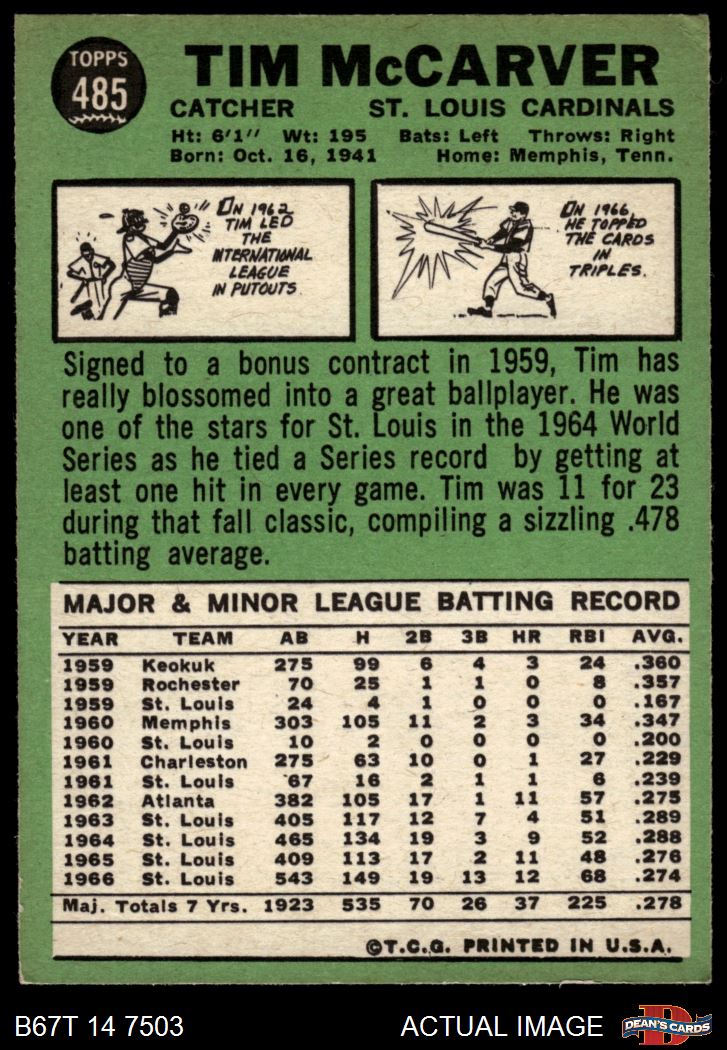 TOPPS
485
TIM McCARVER
CATCHER ST. LOUIS CARDINALS
Ht: 6'1" Wt: 195 Bats: Left Throws: Right
Born: Oct. 16, 1941 Home: Memphis, Tenn.
ON 1962
TIM LED
THE
INTERNATIONAL
LEAGUE
IN PUTOUTS.
ON 1966
HE TOPPED
THE CARDS
IN
TRIPLES.
Signed to a bonus contract in 1959, Tim has
really blossomed into a great ballplayer. He was
one of the stars for St. Louis in the 1964 World
Series as he tied a Series record by getting at
least one hit in every game. Tim was 11 for 23
during that fall classic, compiling a sizzling .478
batting average.
MAJOR & MINOR LEAGUE BATTING RECORD
YEAR TEAM AB H 2B 3B HR RBI AVG.
1959 Keokuk 275 99 6 4 3 24 .360
1959 Rochester 70 25 1 1 0 8 .357
1959 St. Louis 24 4 1 0 0 0 .167
1960 Memphis 303 105 11 2 3 34 .347
1960 St. Louis 10 2 0 0 0 0 .200
1961 Charleston 275 63 10 0 1 27 .229
1961 St. Louis 67 16 2 1 1 6 .239
1962 Atlanta 382 105 17 1 11 57 .275
1963 St. Louis 405 117 12 7 4 51 .289
1964 St. Louis 465 134 19 3 9 52 .288
1965 St. Louis 409 113 17 2 11 48 .276
1966 St. Louis 543 149 19 13 12 68 .274
Maj. Totals 7 Yrs. 1923 535 70 26 37 225 .278
©T.C.G. PRINTED IN U.S.A.
B67T 14 7503 ACTUAL IMAGE
D
DEAN'S CARDS